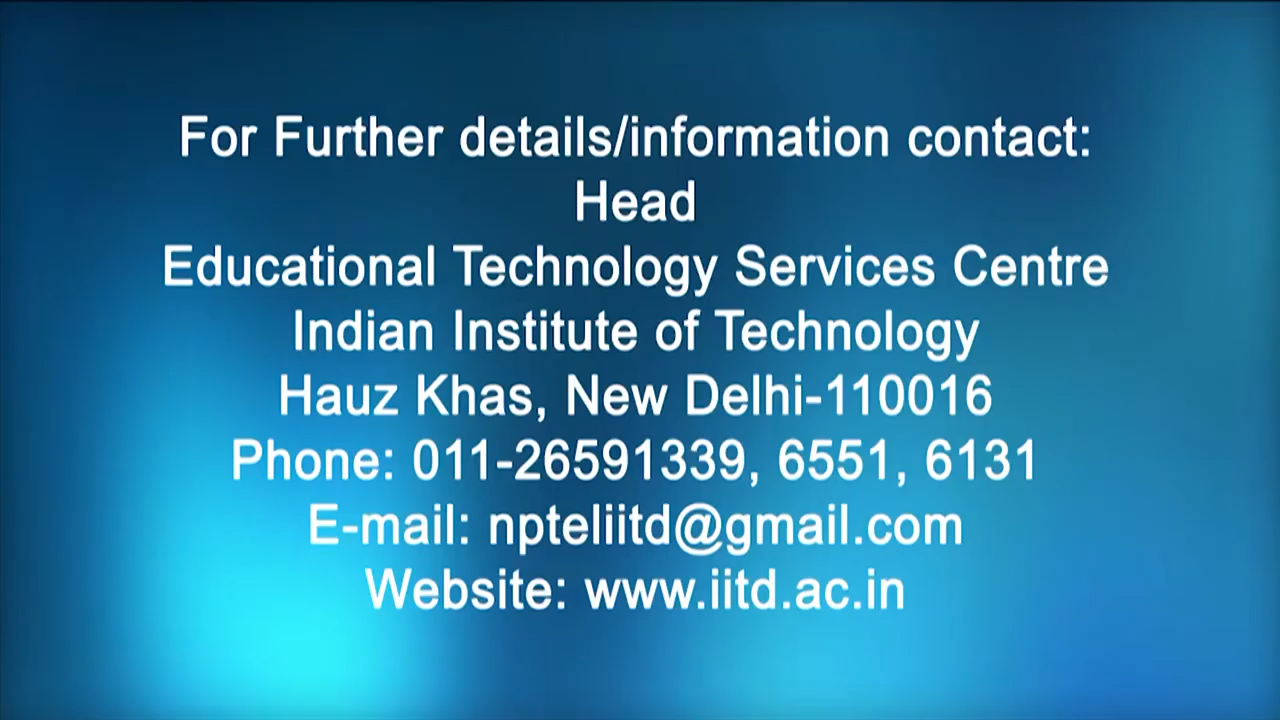 For Further details/information contact:
Head
Educational Technology Services Centre
Indian Institute of Technology
Hauz Khas, New Delhi-110016
Phone: 011-26591339, 6551, 6131
E-mail: npteliitd@gmail.com
Website: www.iitd.ac.in